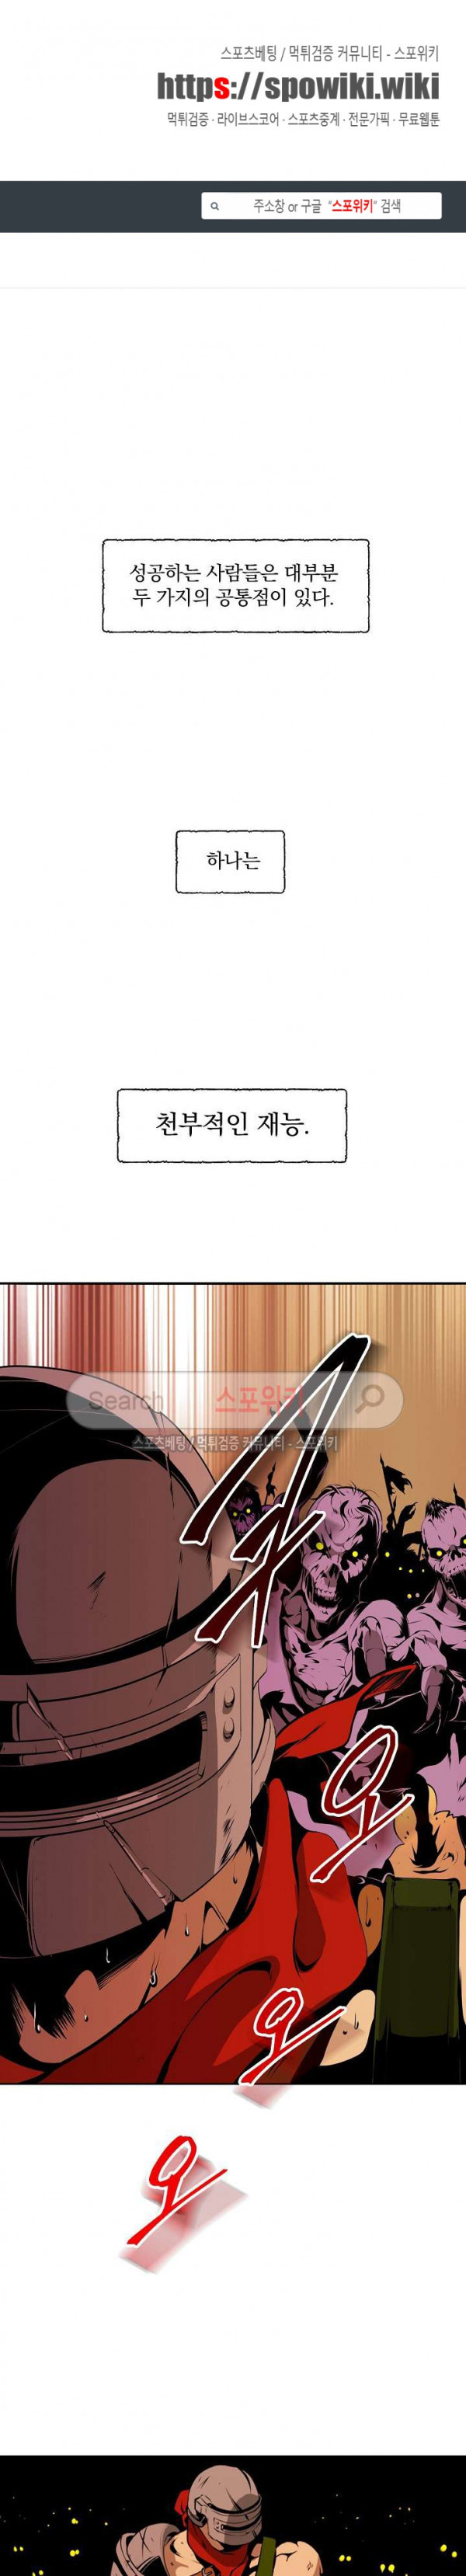 스포츠베팅 / 먹튀검증 커뮤니티 - 스포위키
https://spowiki.wiki
먹튀검증 · 라이브스코어 · 스포츠중계 · 전문가픽 · 무료웹툰
주소창 or 구글 "스포위키" 검색
성공하는 사람들은 대부분
두 가지의 공통점이 있다.
하나는
천부적인 재능.
Search 스포위키
스포츠베팅 / 먹튀검증 커뮤니티 - 스포위키
오
오
오